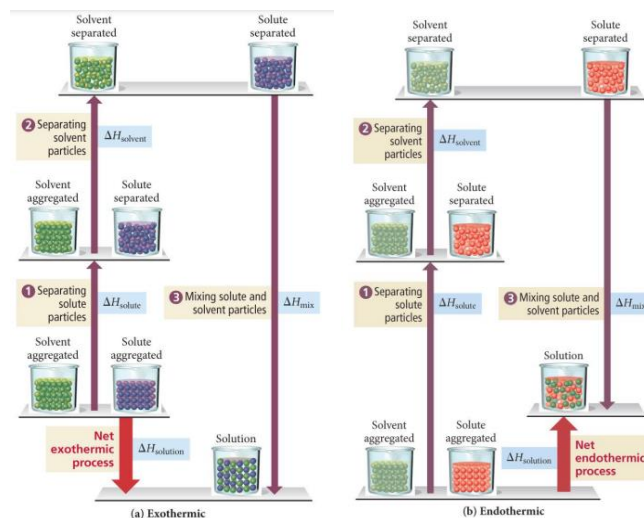 Solvent
separated
Solute
separated
2 Separating
solvent
particles
ΔHsolvent
Solvent
aggregated
Solute
separated
1 Separating
solute
particles
ΔHsolute
3 Mixing solute and
solvent particles
ΔHmix
Solvent
aggregated
Solute
aggregated
Net
exothermic
process
ΔHsolution
Solution
(a) Exothermic
Solvent
separated
Solute
separated
2 Separating
solvent
particles
ΔHsolvent
Solvent
aggregated
Solute
separated
1 Separating
solute
particles
ΔHsolute
3 Mixing solute and
solvent particles
ΔHmix
Solution
Solvent
aggregated
Solute
aggregated
ΔHsolution
Net
endothermic
process
(b) Endothermic